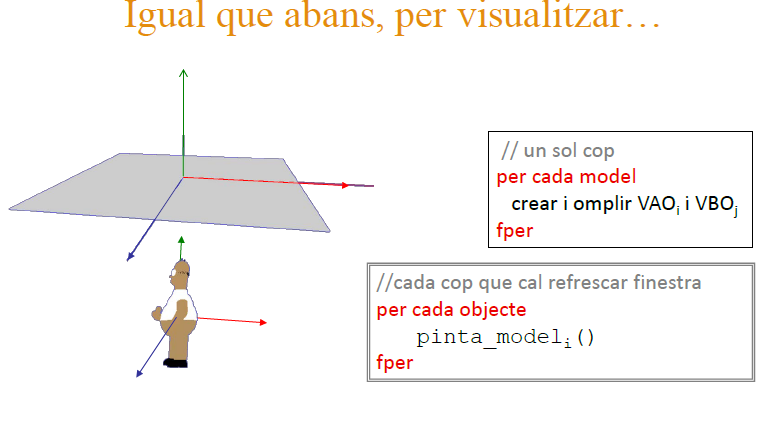 Igual que abans, per visualitzar…
// un sol cop
per cada model
crear i omplir VAOi i VBOj
fper
//cada cop que cal refrescar finestra
per cada objecte
pinta_modeli()
fper